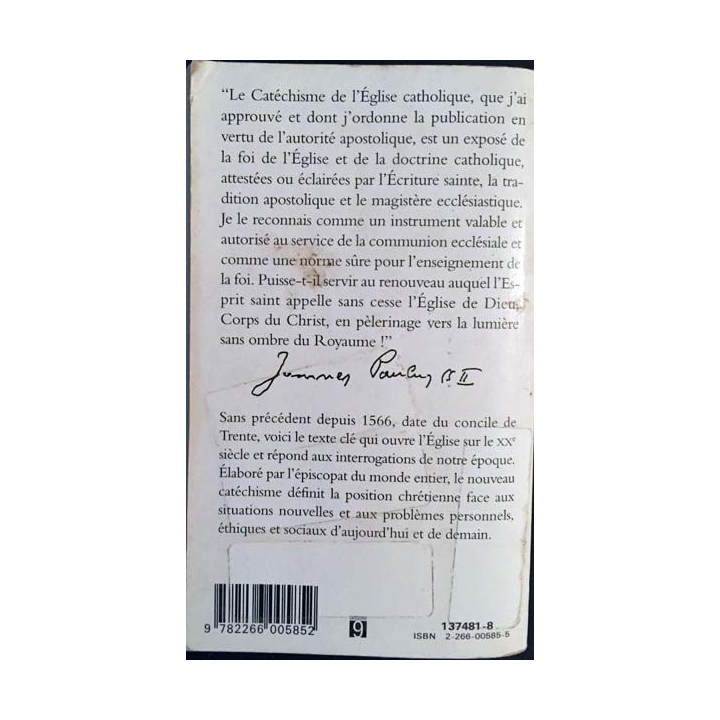 “Le Catéchisme de l’Église catholique, que j’ai
approuvé et dont j’ordonne la publication en
vertu de l’autorité apostolique, est un exposé de
la foi de l’Église et de la doctrine catholique,
attestées ou éclairées par l’Écriture sainte, la tra-
dition apostolique et le magistère ecclésiastique.
Je le reconnais comme un instrument valable et
autorisé au service de la communion ecclésiale et
comme une norme sûre pour l’enseignement de
la foi. Puisse-t-il servir au renouveau auquel l’Es-
prit saint appelle sans cesse l’Église de Dieu,
Corps du Christ, en pèlerinage vers la lumière
sans ombre du Royaume !”
Joannes Paulus PP II
Sans précédent depuis 1566, date du concile de
Trente, voici le texte clé qui ouvre l’Église sur le XXe
siècle et répond aux interrogations de notre époque.
Élaboré par l’épiscopat du monde entier, le nouveau
catéchisme définit la position chrétienne face aux
situations nouvelles et aux problèmes personnels,
éthiques et sociaux d’aujourd’hui et de demain.
9 782266 005852
9
137481-8
ISBN 2-266-00585-5